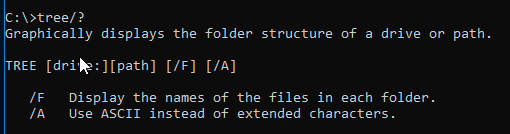 C:\>tree/?
Graphically displays the folder structure of a drive or path.
TREE [drive:][path] [/F] [/A]
/F   Display the names of the files in each folder.
/A   Use ASCII instead of extended characters.